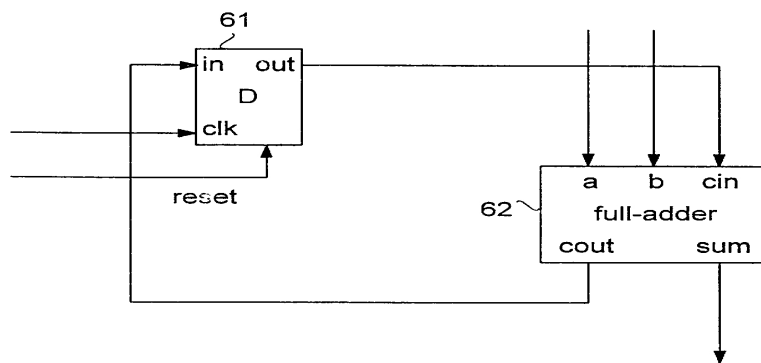 61
in out
D
clk
reset
a b cin
62
full-adder
cout sum